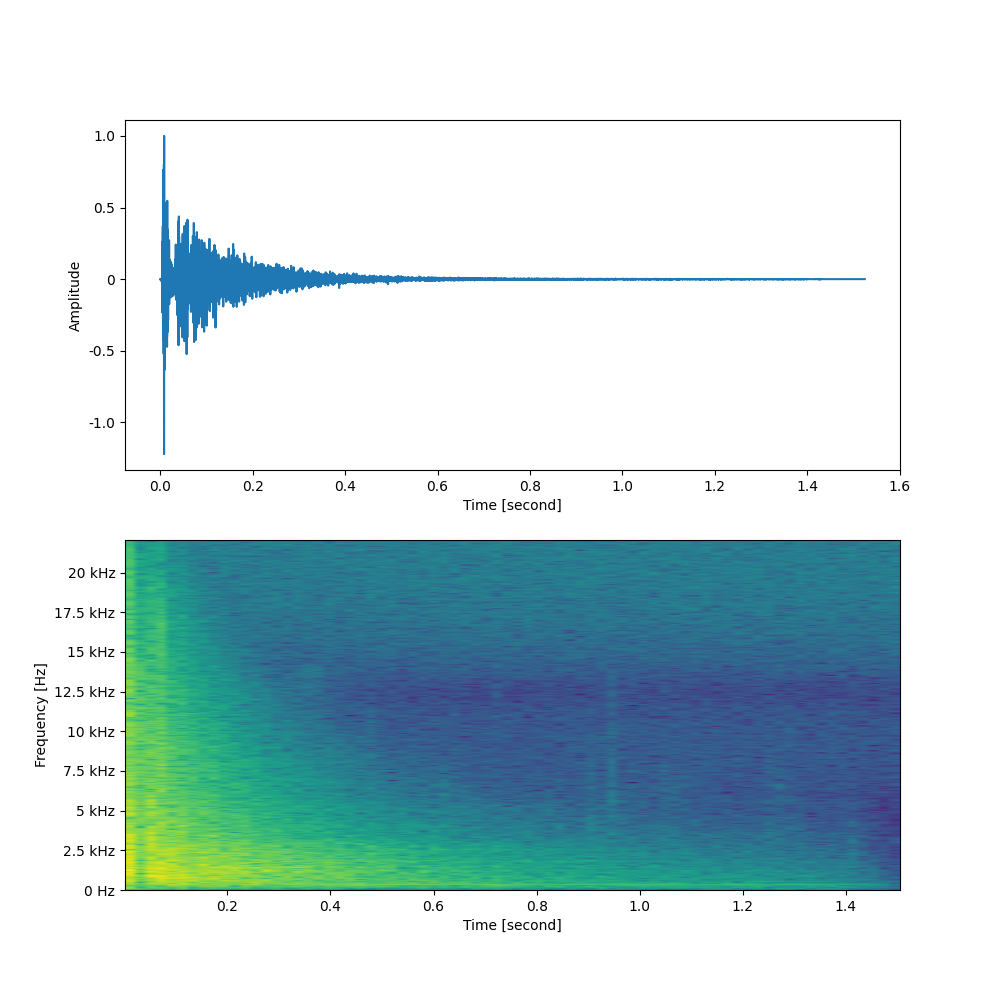 1.0
0.5
0
-0.5
-1.0
Amplitude
0.0 0.2 0.4 0.6 0.8 1.0 1.2 1.4 1.6
Time [second]
20 kHz
17.5 kHz
15 kHz
12.5 kHz
10 kHz
7.5 kHz
5 kHz
2.5 kHz
0 Hz
Frequency [Hz]
0.2 0.4 0.6 0.8 1.0 1.2 1.4
Time [second]